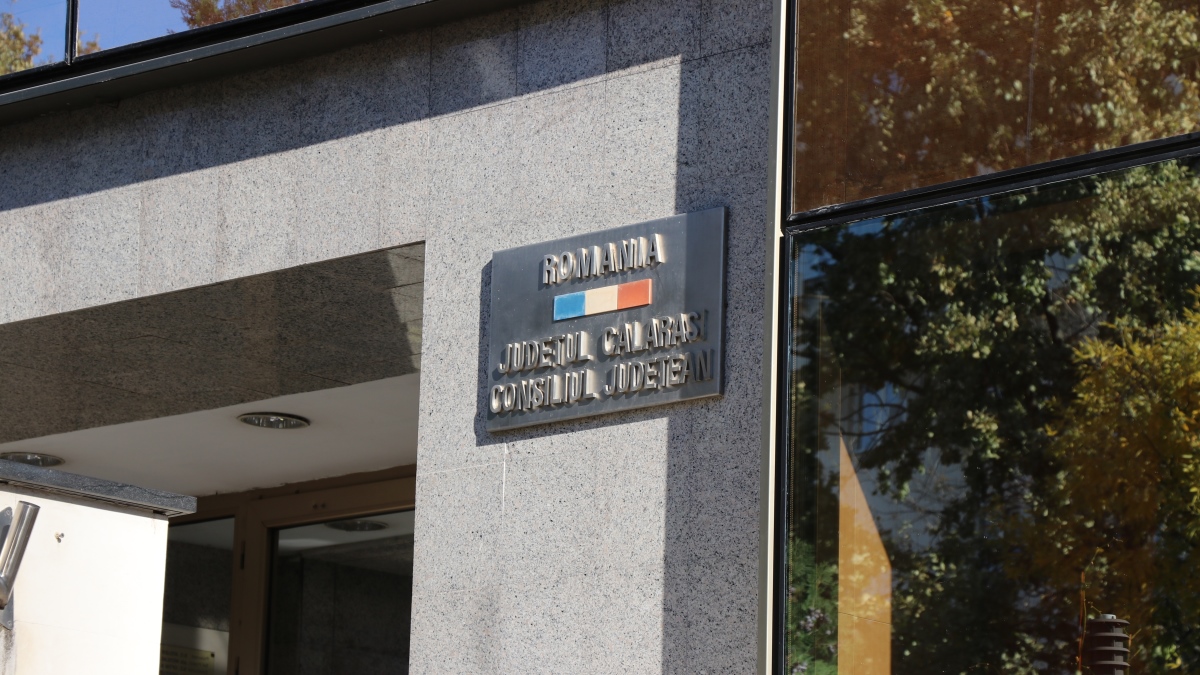 ROMANIA
JUDETUL CALARASI
CONSILIUL JUDETEAN